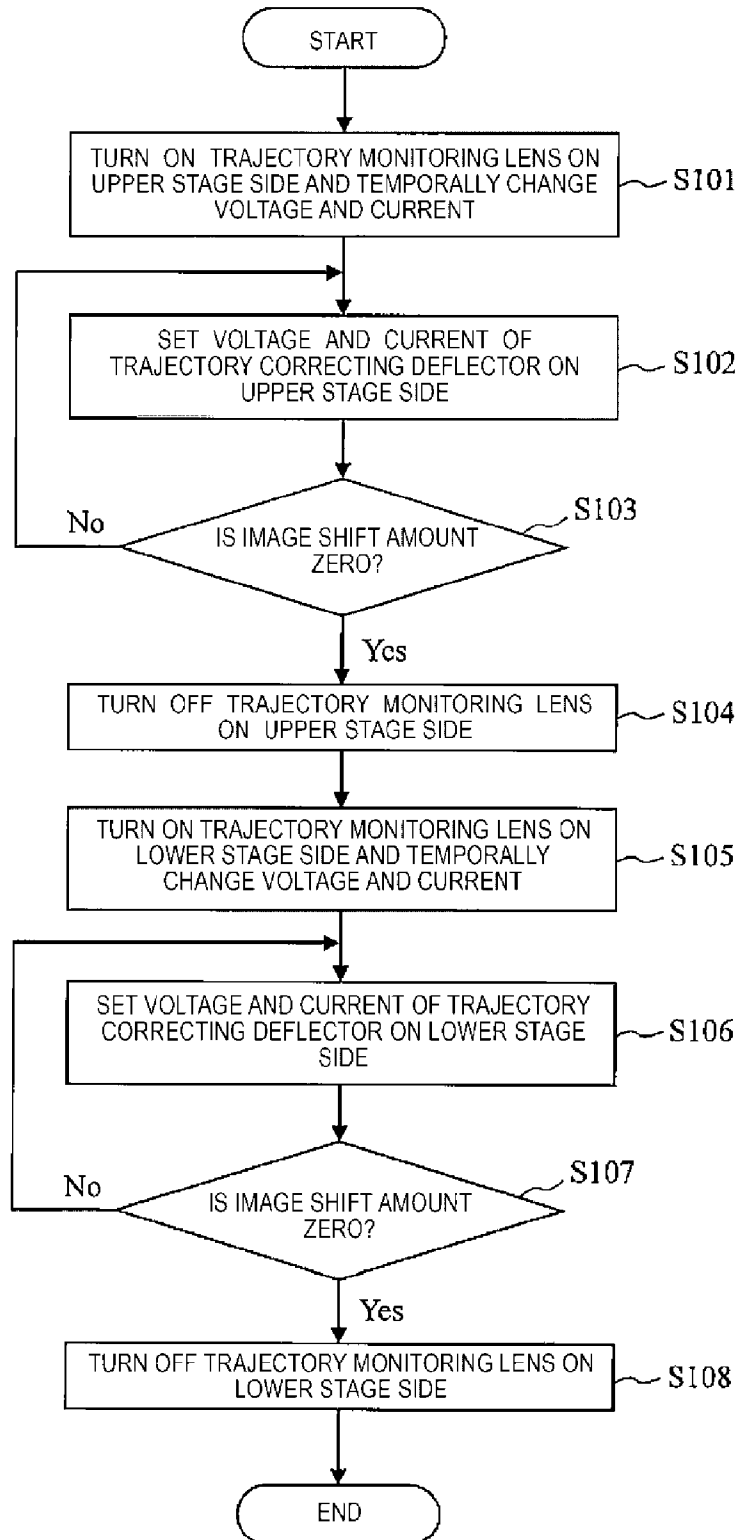 START
TURN ON TRAJECTORY MONITORING LENS ON
UPPER STAGE SIDE AND TEMPORALLY CHANGE
VOLTAGE AND CURRENT
S101
SET VOLTAGE AND CURRENT OF
TRAJECTORY CORRECTING DEFLECTOR ON
UPPER STAGE SIDE
S102
S103
No
IS IMAGE SHIFT AMOUNT
ZERO?
Yes
TURN OFF TRAJECTORY MONITORING LENS
ON UPPER STAGE SIDE
S104
TURN ON TRAJECTORY MONITORING LENS ON
LOWER STAGE SIDE AND TEMPORALLY
CHANGE VOLTAGE AND CURRENT
S105
SET VOLTAGE AND CURRENT OF TRAJECTORY
CORRECTING DEFLECTOR ON LOWER STAGE
SIDE
S106
S107
No
IS IMAGE SHIFT AMOUNT
ZERO?
Yes
TURN OFF TRAJECTORY MONITORING LENS ON
LOWER STAGE SIDE
S108
END